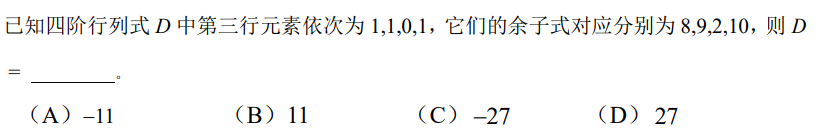 已知四阶行列式 D 中第三行元素依次为 1,1,0,1，它们的余子式对应分别为 8,9,2,10，则 D
= ________。
（A）–11 （B）11 （C）–27 （D）27